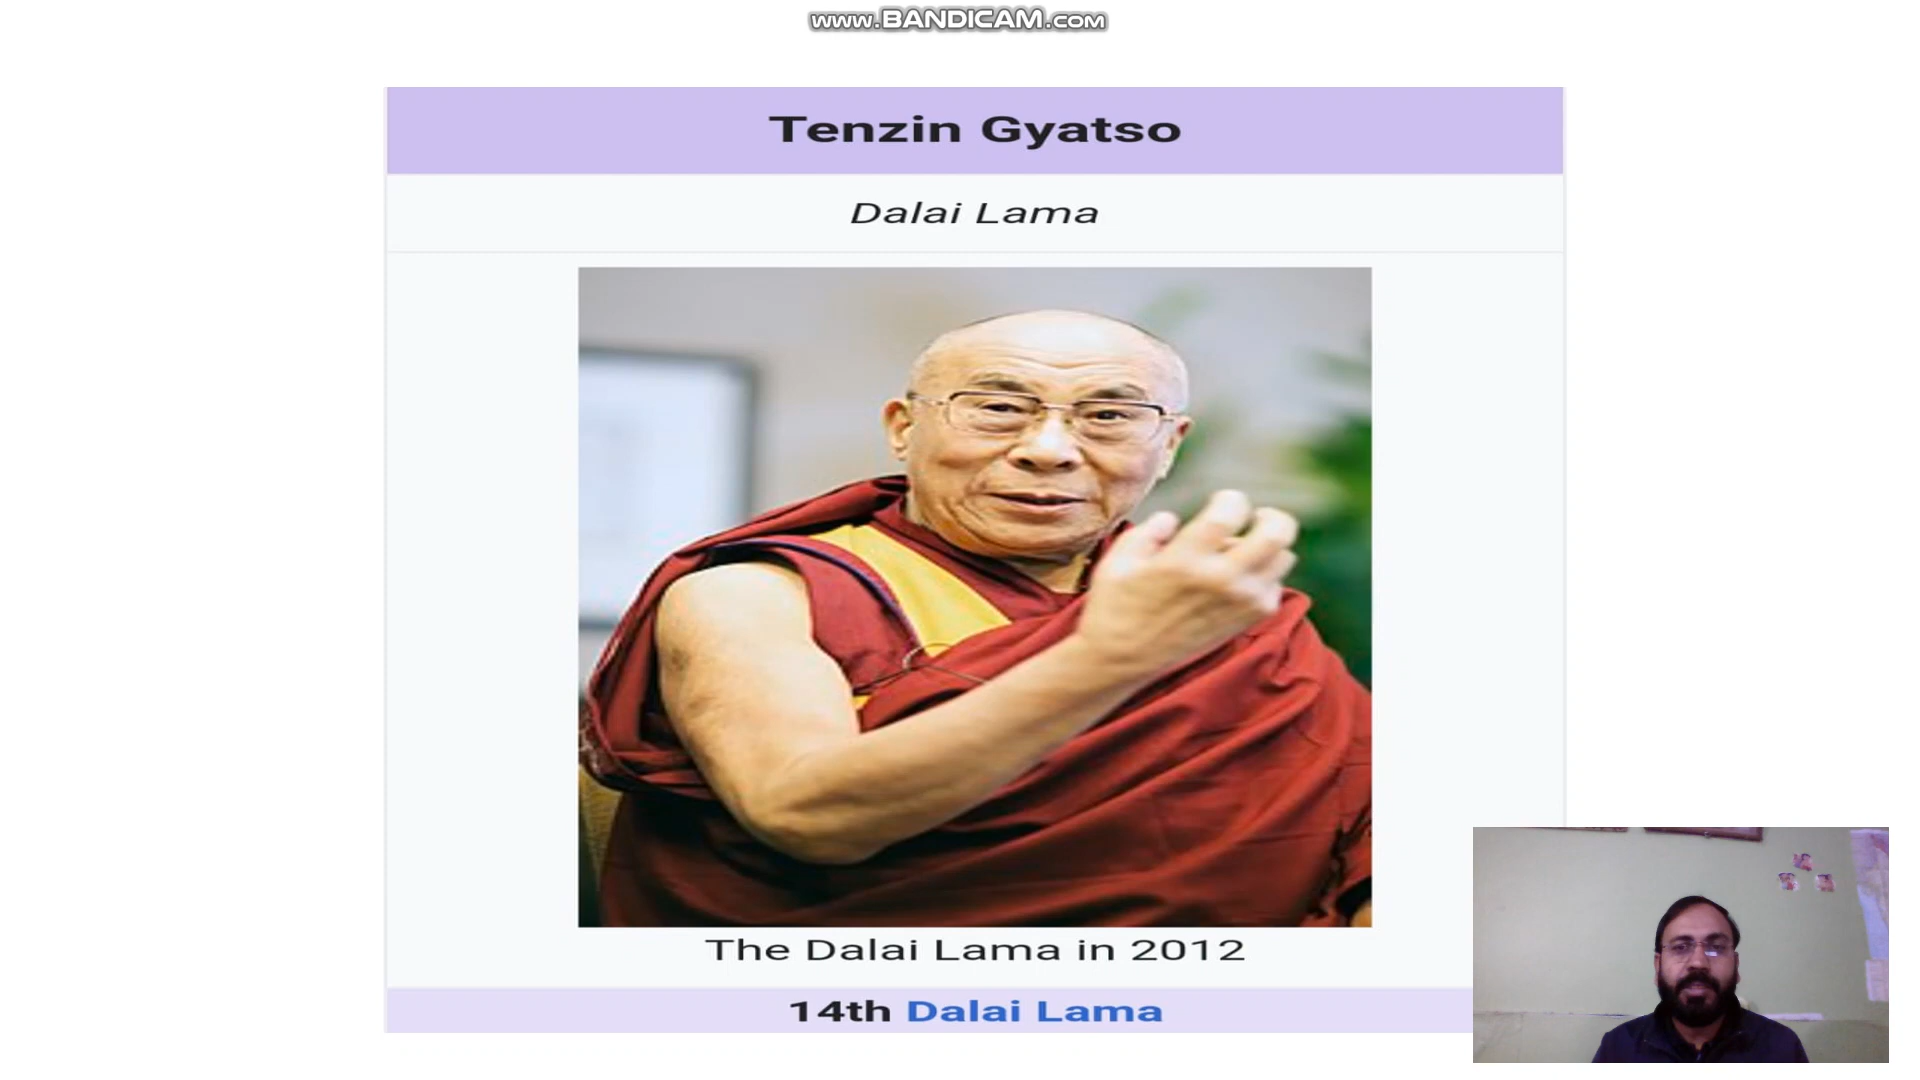 www.BANDICAM.com
Tenzin Gyatso
Dalai Lama
The Dalai Lama in 2012
14th Dalai Lama